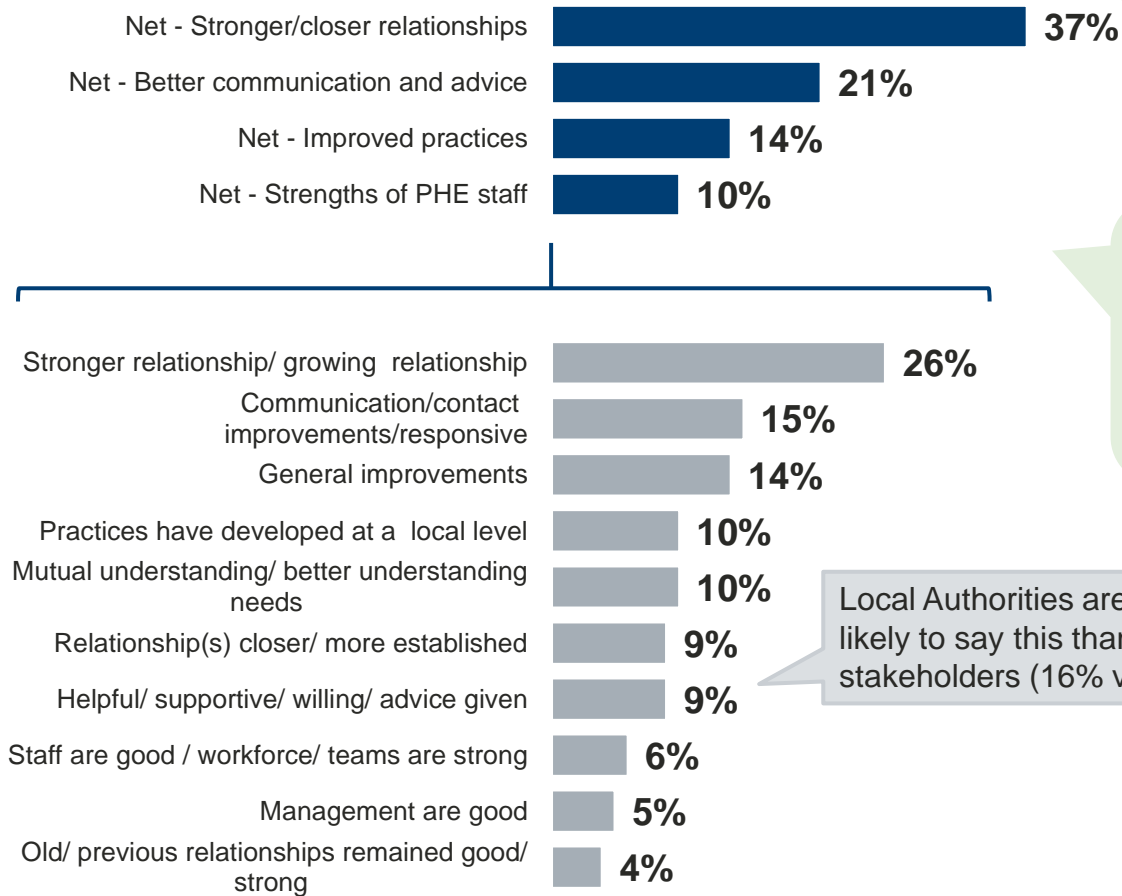 Net - Stronger/closer relationships 37%
Net - Better communication and advice 21%
Net - Improved practices 14%
Net - Strengths of PHE staff 10%
Stronger relationship/ growing relationship 26%
Communication/contact
improvements/responsive 15%
General improvements 14%
Practices have developed at a local level 10%
Mutual understanding/ better understanding
needs 10%
Relationship(s) closer/ more established 9%
Helpful/ supportive/ willing/ advice given 9%
Local Authorities are
likely to say this than
stakeholders (16% v
Staff are good / workforce/ teams are strong 6%
Management are good 5%
Old/ previous relationships remained good/
strong 4%